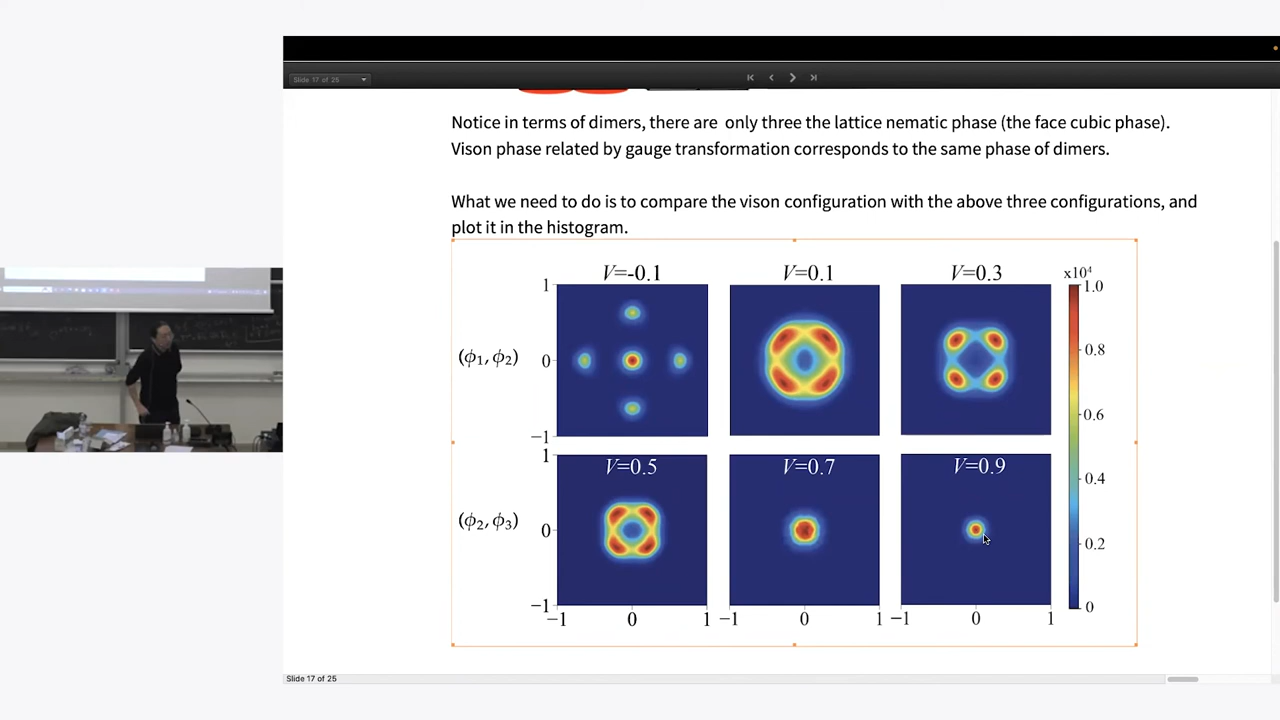 Slide 17 of 25
Notice in terms of dimers, there are only three the lattice nematic phase (the face cubic phase).
Vison phase related by gauge transformation corresponds to the same phase of dimers.
What we need to do is to compare the vison configuration with the above three configurations, and
plot it in the histogram.
V=-0.1 V=0.1 V=0.3 x10⁴
1 1.0
0.8
(ϕ₁, ϕ₂) 0
0.6
−1
1 V=0.5 V=0.7 V=0.9
0.4
(ϕ₂, ϕ₃) 0
0.2
−1 0
−1 0 1 −1 0 1 −1 0 1
Slide 17 of 25